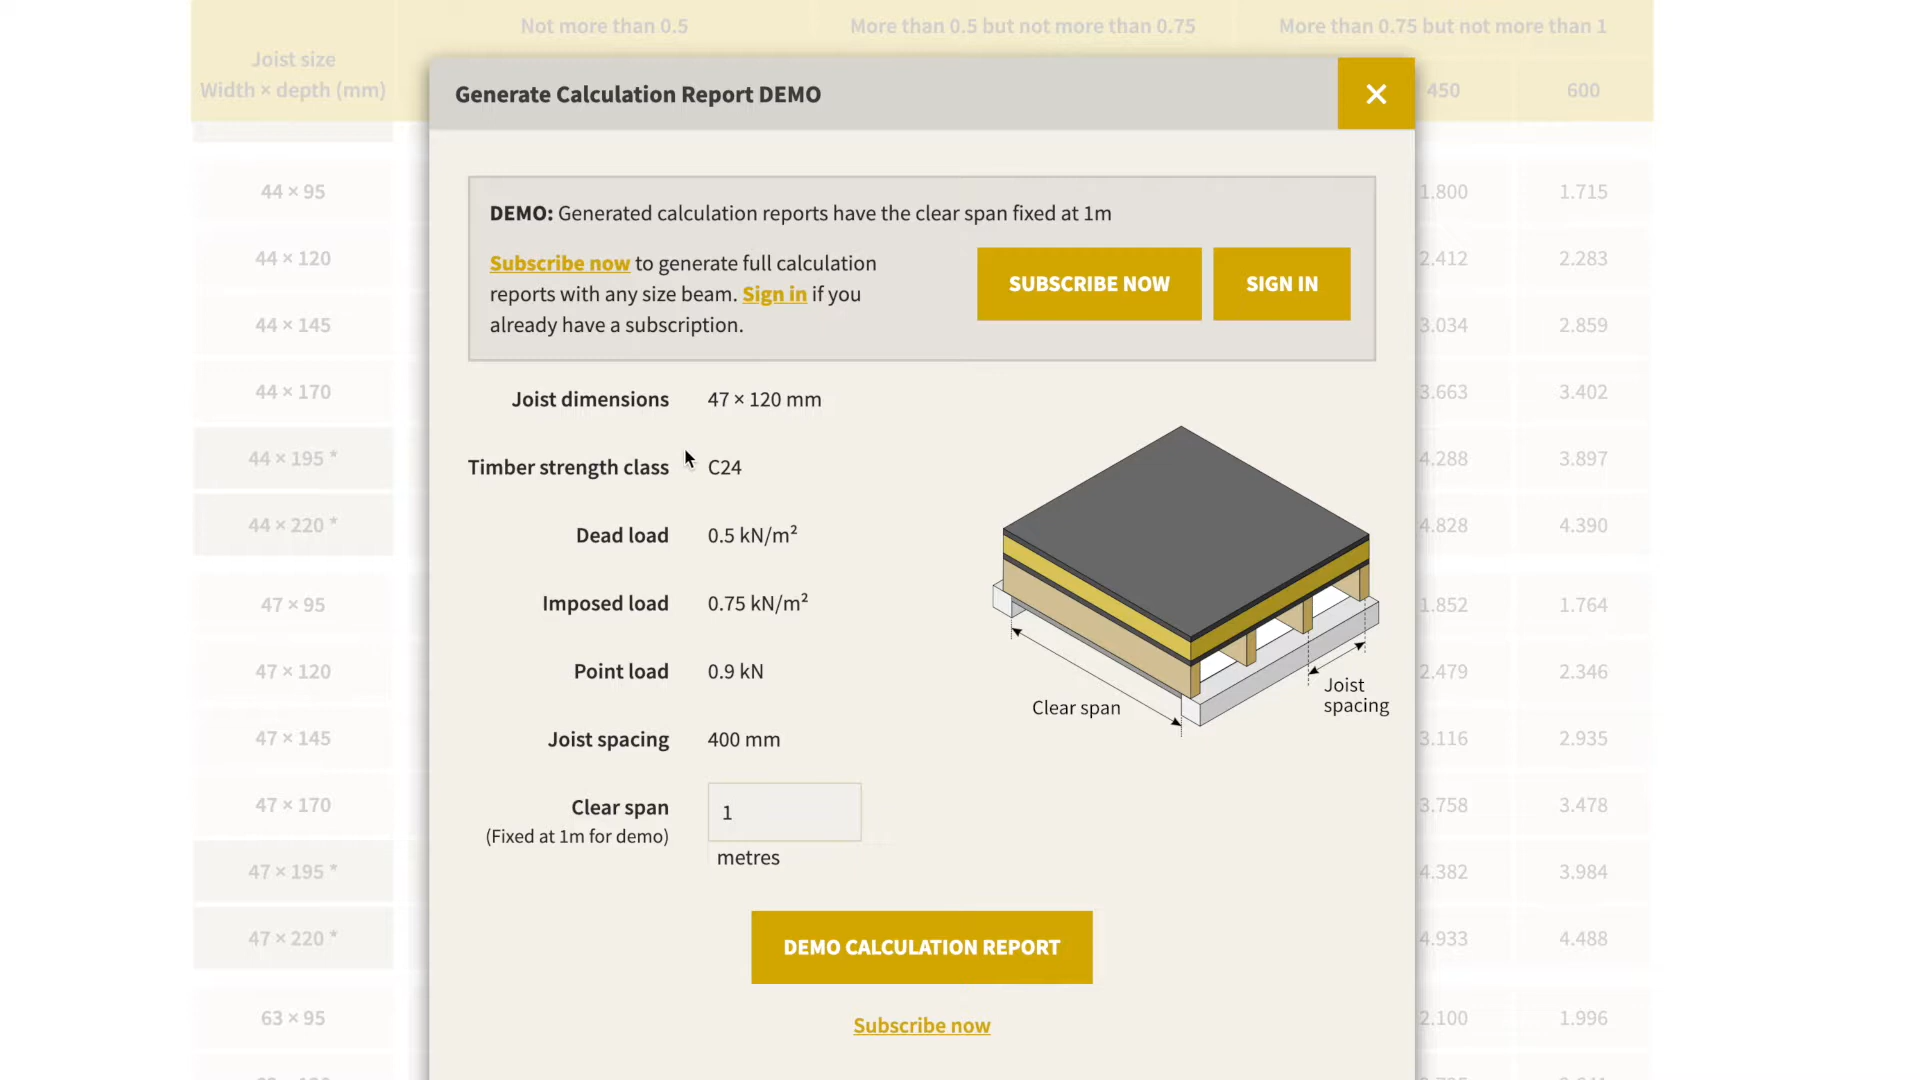 Not more than 0.5
More than 0.5 but not more than 0.75
More than 0.75 but not more than 1
Joist size
Width × depth (mm)
450
600
Generate Calculation Report DEMO
DEMO: Generated calculation reports have the clear span fixed at 1m
Subscribe now to generate full calculation
reports with any size beam. Sign in if you
already have a subscription.
SUBSCRIBE NOW
SIGN IN
Joist dimensions 47 × 120 mm
Timber strength class C24
Dead load 0.5 kN/m²
Imposed load 0.75 kN/m²
Point load 0.9 kN
Joist spacing 400 mm
Clear span 1
(Fixed at 1m for demo)
metres
Clear span
Joist
spacing
DEMO CALCULATION REPORT
Subscribe now
44 × 95 1.800 1.715
44 × 120 2.412 2.283
44 × 145 3.034 2.859
44 × 170 3.663 3.402
44 × 195 * 4.288 3.897
44 × 220 * 4.828 4.390
47 × 95 1.852 1.764
47 × 120 2.479 2.346
47 × 145 3.116 2.935
47 × 170 3.758 3.478
47 × 195 * 4.382 3.984
47 × 220 * 4.933 4.488
63 × 95 2.100 1.996